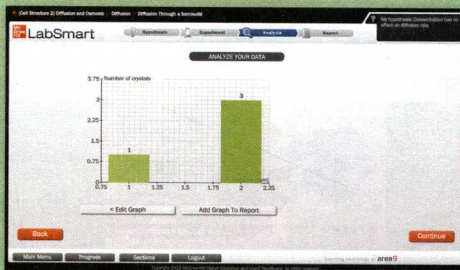 (Cell Structure 2) Diffusion and Osmosis  Diffusion  Diffusion Through a Semisolid
My hypothesis: Concentration has no
effect on diffusion rate
LabSmart
Hypothesis
Experiment
Analysis
Report
ANALYZE YOUR DATA
Number of crystals
3.75
3
2.25
1.5
0.75
0
1
3
0.75
1
1.25
1.5
1.75
2
2.25
< Edit Graph
Add Graph To Report
Back
Continue
Main Menu
Progress
Sections
Logout
area9